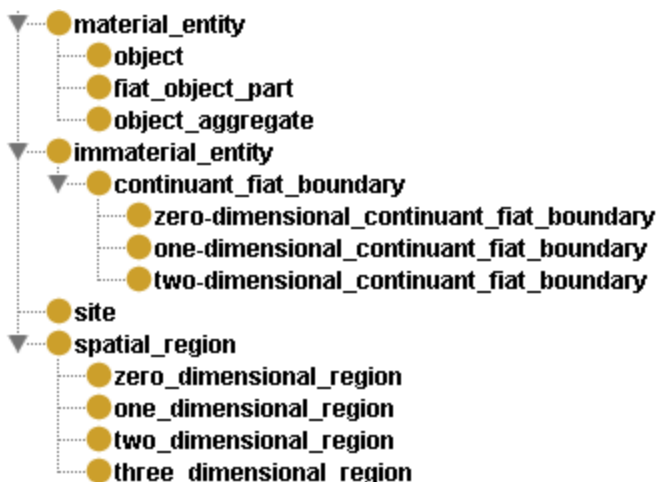 material_entity
object
fiat_object_part
object_aggregate
immaterial_entity
continuant_fiat_boundary
zero-dimensional_continuant_fiat_boundary
one-dimensional_continuant_fiat_boundary
two-dimensional_continuant_fiat_boundary
site
spatial_region
zero_dimensional_region
one_dimensional_region
two_dimensional_region
three_dimensional_region